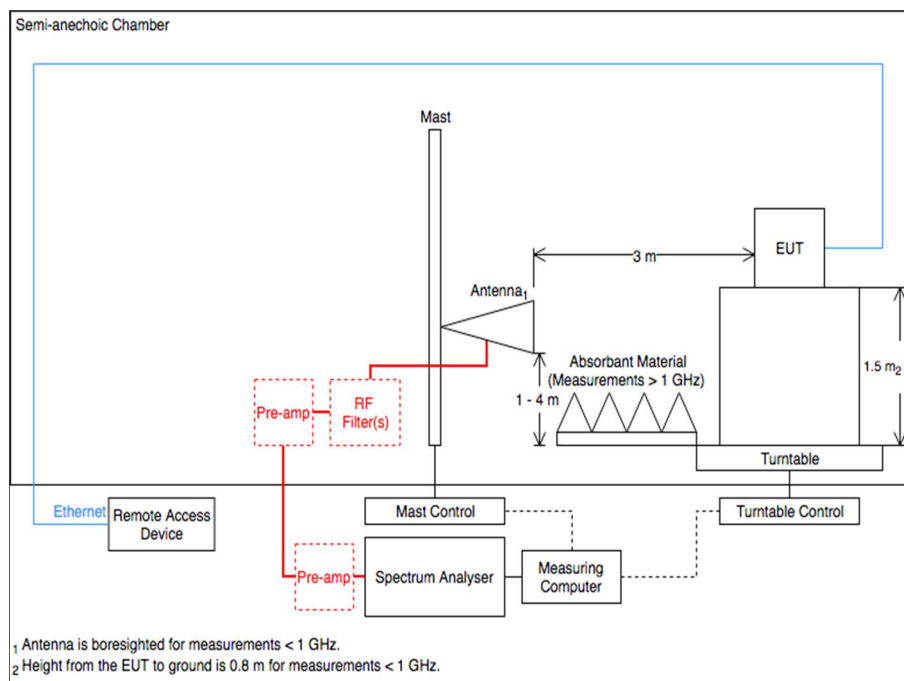 Semi-anechoic Chamber
Mast
EUT
3 m
Antenna1
Absorbant Material
(Measurements > 1 GHz)
1.5 m2
1 - 4 m
Pre-amp
RF
Filter(s)
Turntable
Ethernet
Remote Access
Device
Mast Control
Turntable Control
Pre-amp
Spectrum Analyser
Measuring
Computer
1 Antenna is boresighted for measurements < 1 GHz.
2 Height from the EUT to ground is 0.8 m for measurements < 1 GHz.